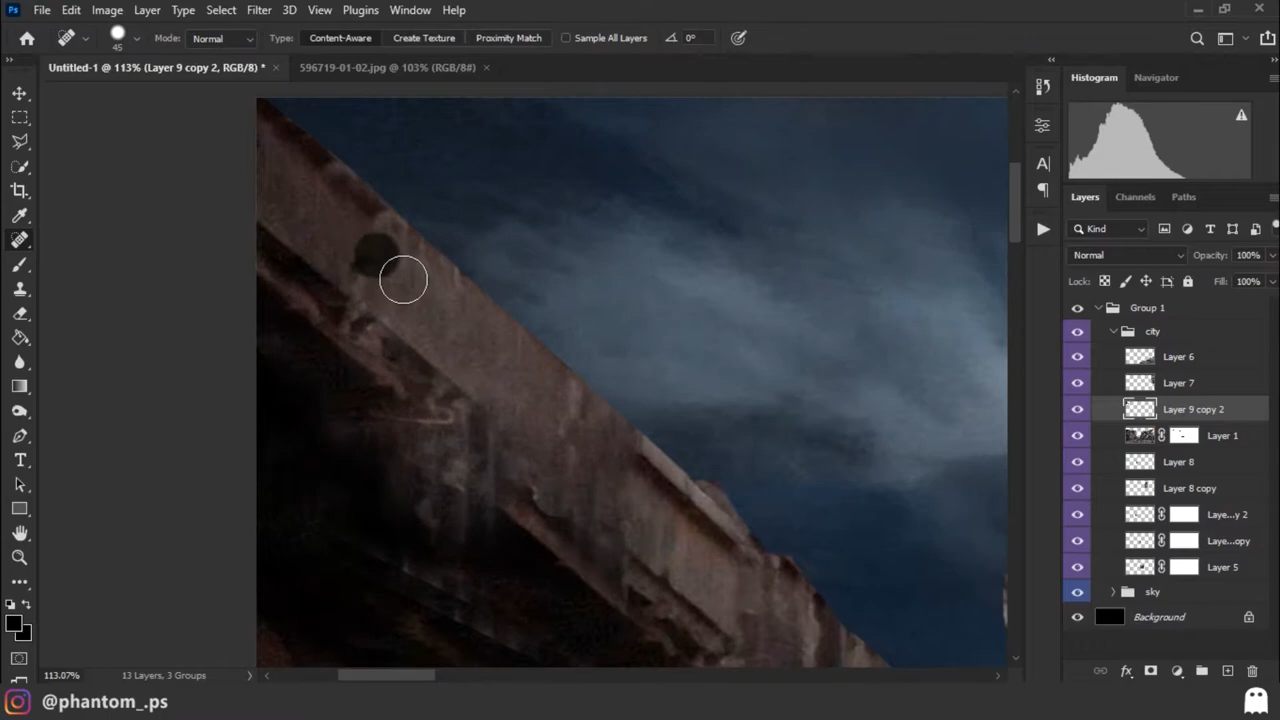 Ps File Edit Image Layer Type Select Filter 3D View Plugins Window Help
45 Mode: Normal Type: Content-Aware Create Texture Proximity Match Sample All Layers 0°
Untitled-1 @ 113% (Layer 9 copy 2, RGB/8) * × 596719-01-02.jpg @ 103% (RGB/8#) ×
Histogram Navigator
Layers Channels Paths
Kind
Normal Opacity: 100%
Lock: Fill: 100%
Group 1
city
Layer 6
Layer 7
Layer 9 copy 2
Layer 1
Layer 8
Layer 8 copy
Laye...y 2
Laye...opy
Layer 5
sky
Background
113.07% 13 Layers, 3 Groups
@phantom_.ps